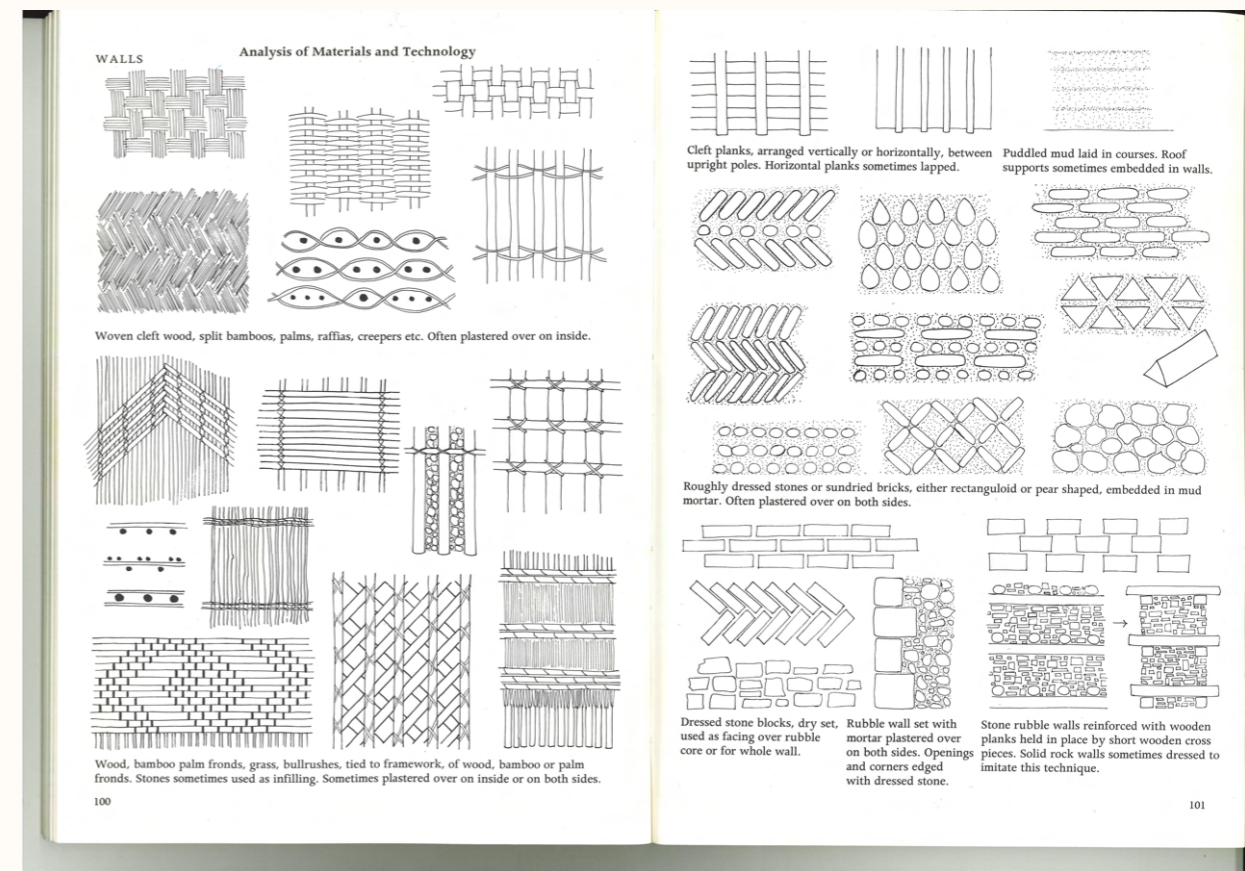 Analysis of Materials and Technology
WALLS
Woven cleft wood, split bamboos, palms, raffias, creepers etc. Often plastered over on inside.
Wood, bamboo palm fronds, grass, bullrushes, tied to framework, of wood, bamboo or palm
fronds. Stones sometimes used as infilling. Sometimes plastered over on inside or on both sides.
100
Cleft planks, arranged vertically or horizontally, between
upright poles. Horizontal planks sometimes lapped.
Puddled mud laid in courses. Roof
supports sometimes embedded in walls.
Roughly dressed stones or sundried bricks, either rectanguloid or pear shaped, embedded in mud
mortar. Often plastered over on both sides.
Dressed stone blocks, dry set,
used as facing over rubble
core or for whole wall.
Rubble wall set with
mortar plastered over
on both sides. Openings
and corners edged
with dressed stone.
Stone rubble walls reinforced with wooden
planks held in place by short wooden cross
pieces. Solid rock walls sometimes dressed to
imitate this technique.
101